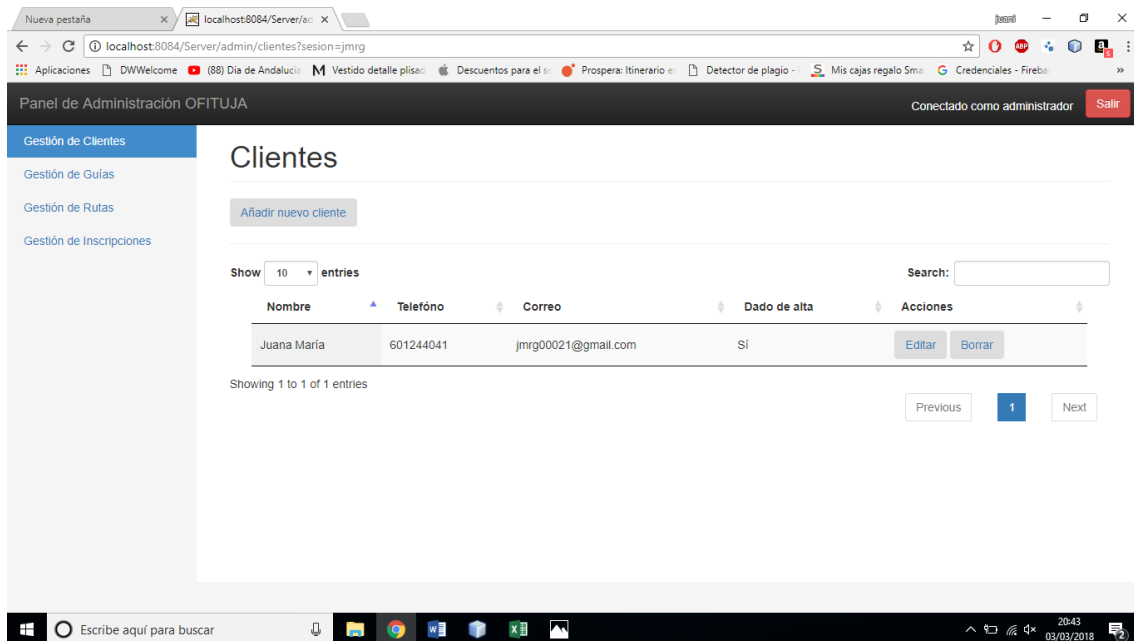 Nueva pestaña localhost:8084/Server/ad juani
localhost:8084/Server/admin/clientes?sesion=jmrg
Aplicaciones DWWelcome (88) Dia de Andalucia Vestido detalle plisad Descuentos para el se Prospera: Itinerario e Detector de plagio - Mis cajas regalo Sma Credenciales - Fireba »
Panel de Administración OFITUJA Conectado como administrador Salir
Gestión de Clientes
Gestión de Guías
Gestión de Rutas
Gestión de Inscripciones
Clientes
Añadir nuevo cliente
Show 10 entries Search:
Nombre Telefóno Correo Dado de alta Acciones
Juana María 601244041 jmrg00021@gmail.com Sí Editar Borrar
Showing 1 to 1 of 1 entries
Previous 1 Next
Escribe aquí para buscar 20:43
03/03/2018